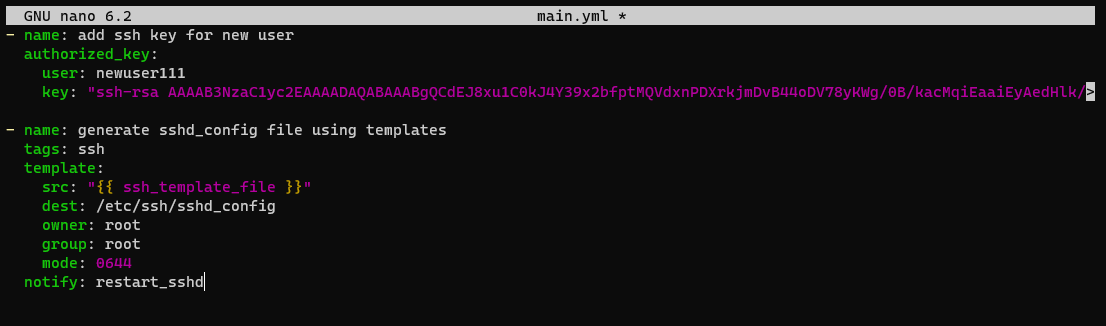 GNU nano 6.2 main.yml *
- name: add ssh key for new user
authorized_key:
user: newuser111
key: "ssh-rsa AAAAB3NzaC1yc2EAAAADAQABAAABgQCdEJ8xu1C0kJ4Y39x2bfptMQVdxnPDXrkjmDvB44oDV78yKWg/0B/kacMqiEaaiEyAedHlk/>
- name: generate sshd_config file using templates
tags: ssh
template:
src: "{{ ssh_template_file }}"
dest: /etc/ssh/sshd_config
owner: root
group: root
mode: 0644
notify: restart_sshd